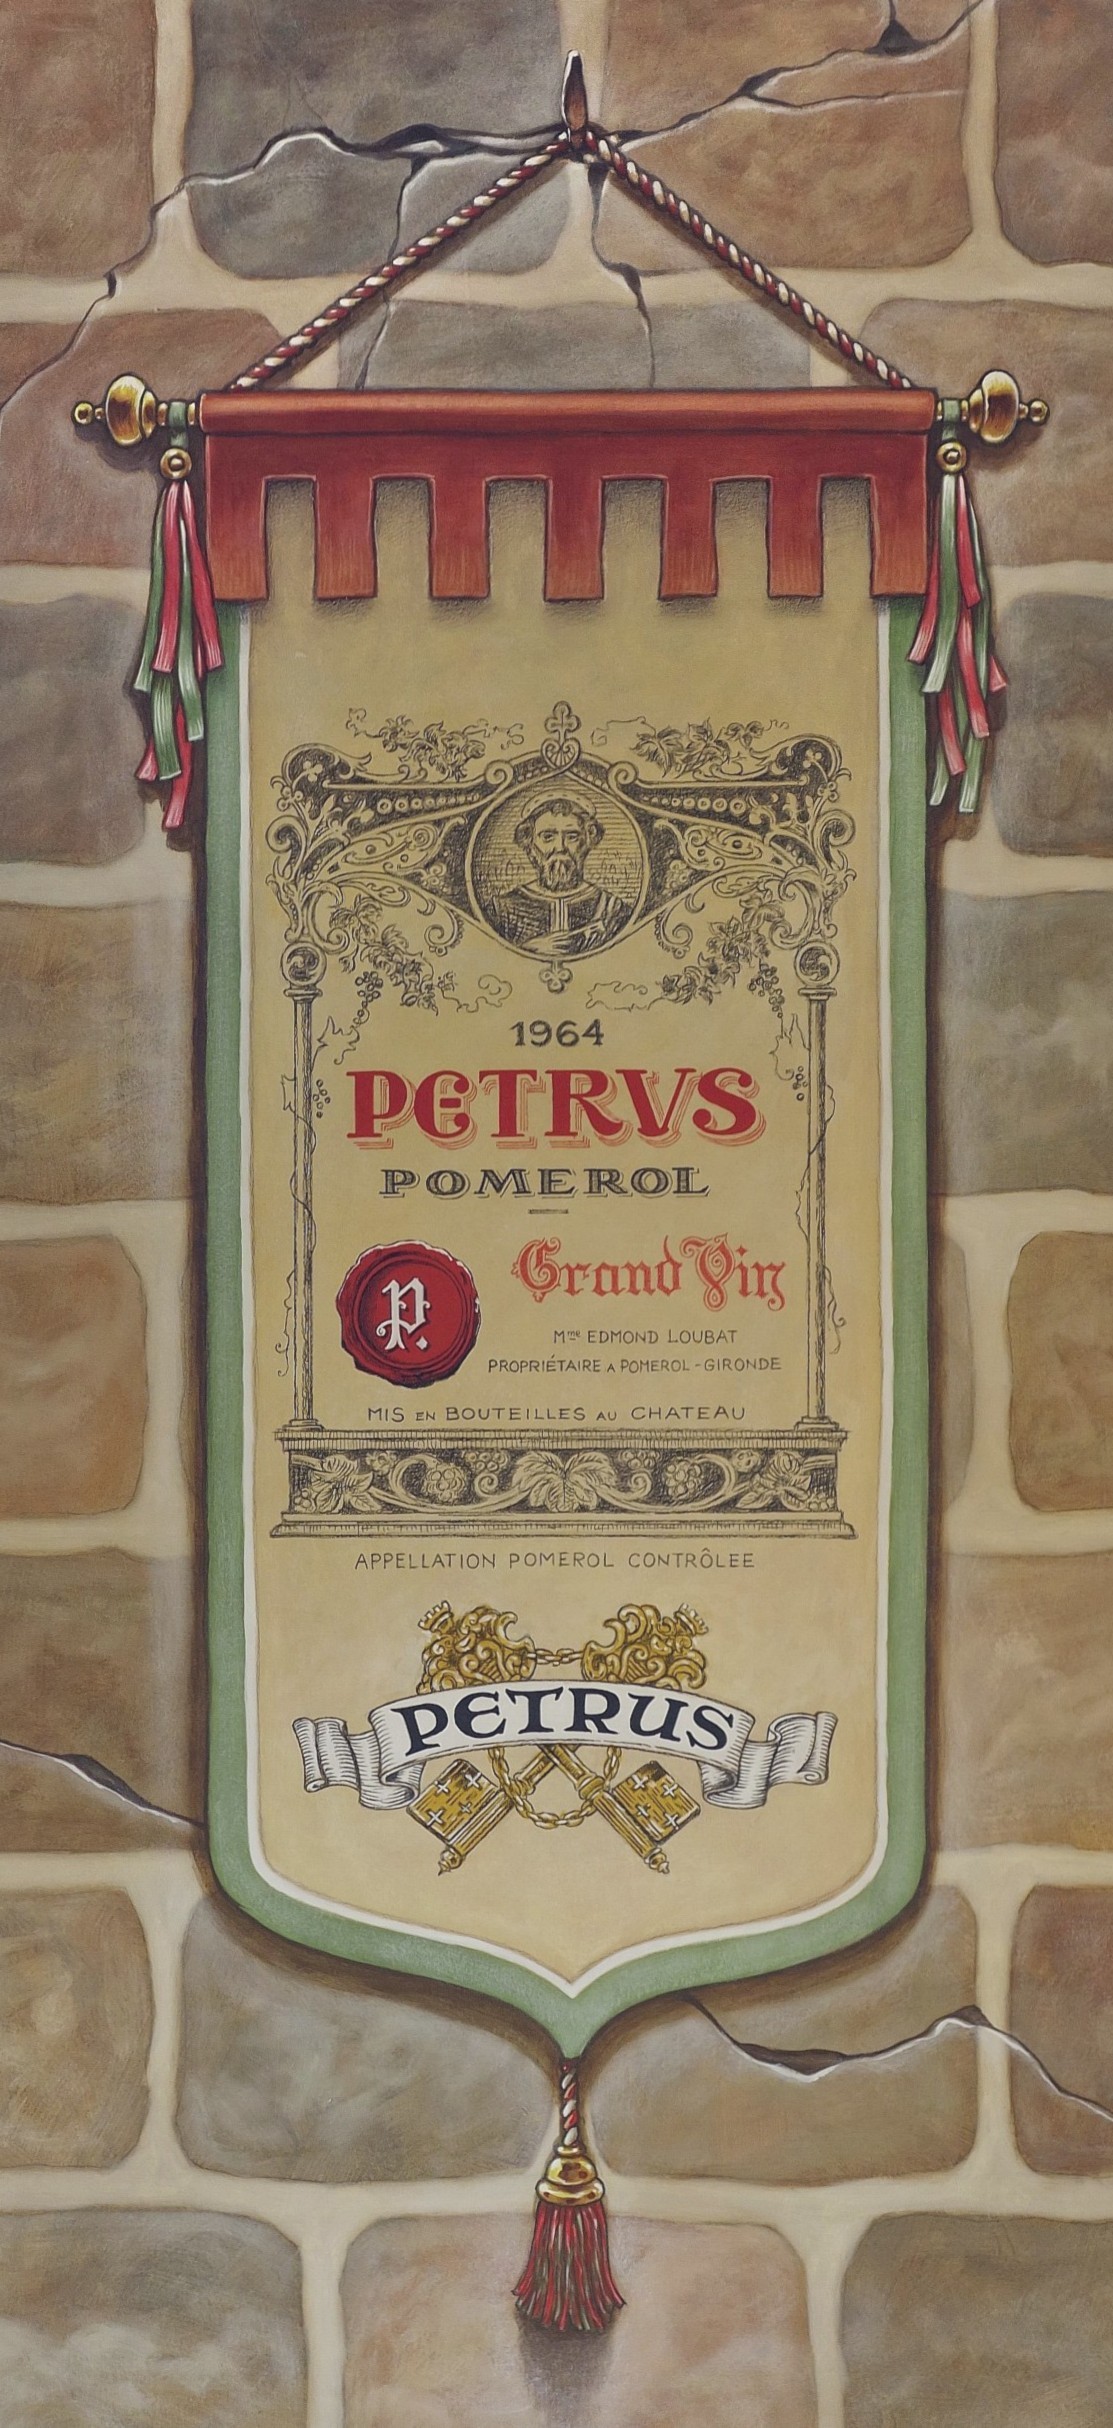 1964
PETRVS
POMEROL
Grand Vin
P.
Mme EDMOND LOUBAT
PROPRIÉTAIRE A POMEROL-GIRONDE
MIS EN BOUTEILLES AU CHATEAU
APPELLATION POMEROL CONTRÔLEE
PETRUS